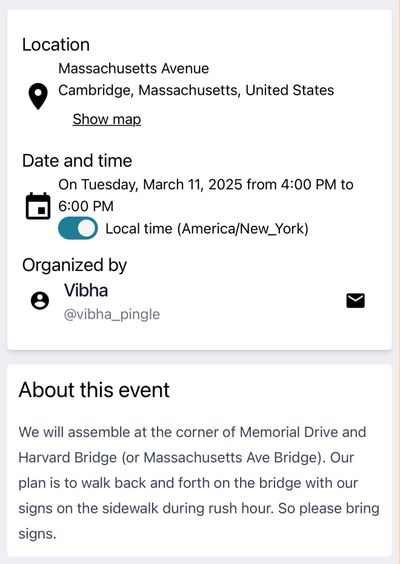 Location
Massachusetts Avenue
Cambridge, Massachusetts, United States
Show map
Date and time
On Tuesday, March 11, 2025 from 4:00 PM to
6:00 PM
Local time (America/New_York)
Organized by
Vibha
@vibha_pingle
About this event
We will assemble at the corner of Memorial Drive and
Harvard Bridge (or Massachusetts Ave Bridge). Our
plan is to walk back and forth on the bridge with our
signs on the sidewalk during rush hour. So please bring
signs.